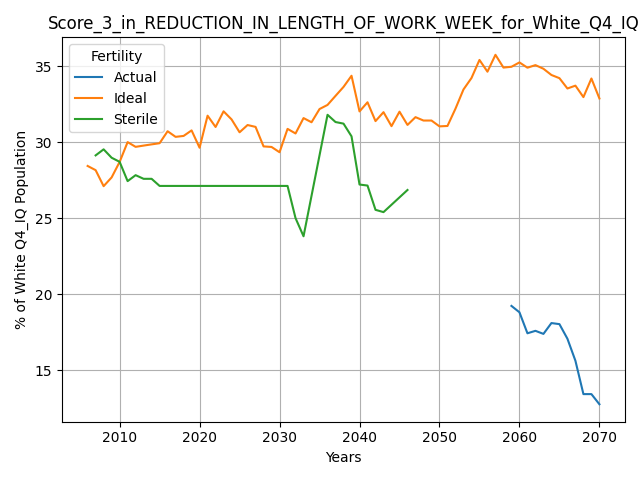 Score_3_in_REDUCTION_IN_LENGTH_OF_WORK_WEEK_for_White_Q4_IQ
Fertility
Actual
Ideal
Sterile
% of White Q4_IQ Population
35
30
25
20
15
2010 2020 2030 2040 2050 2060 2070
Years